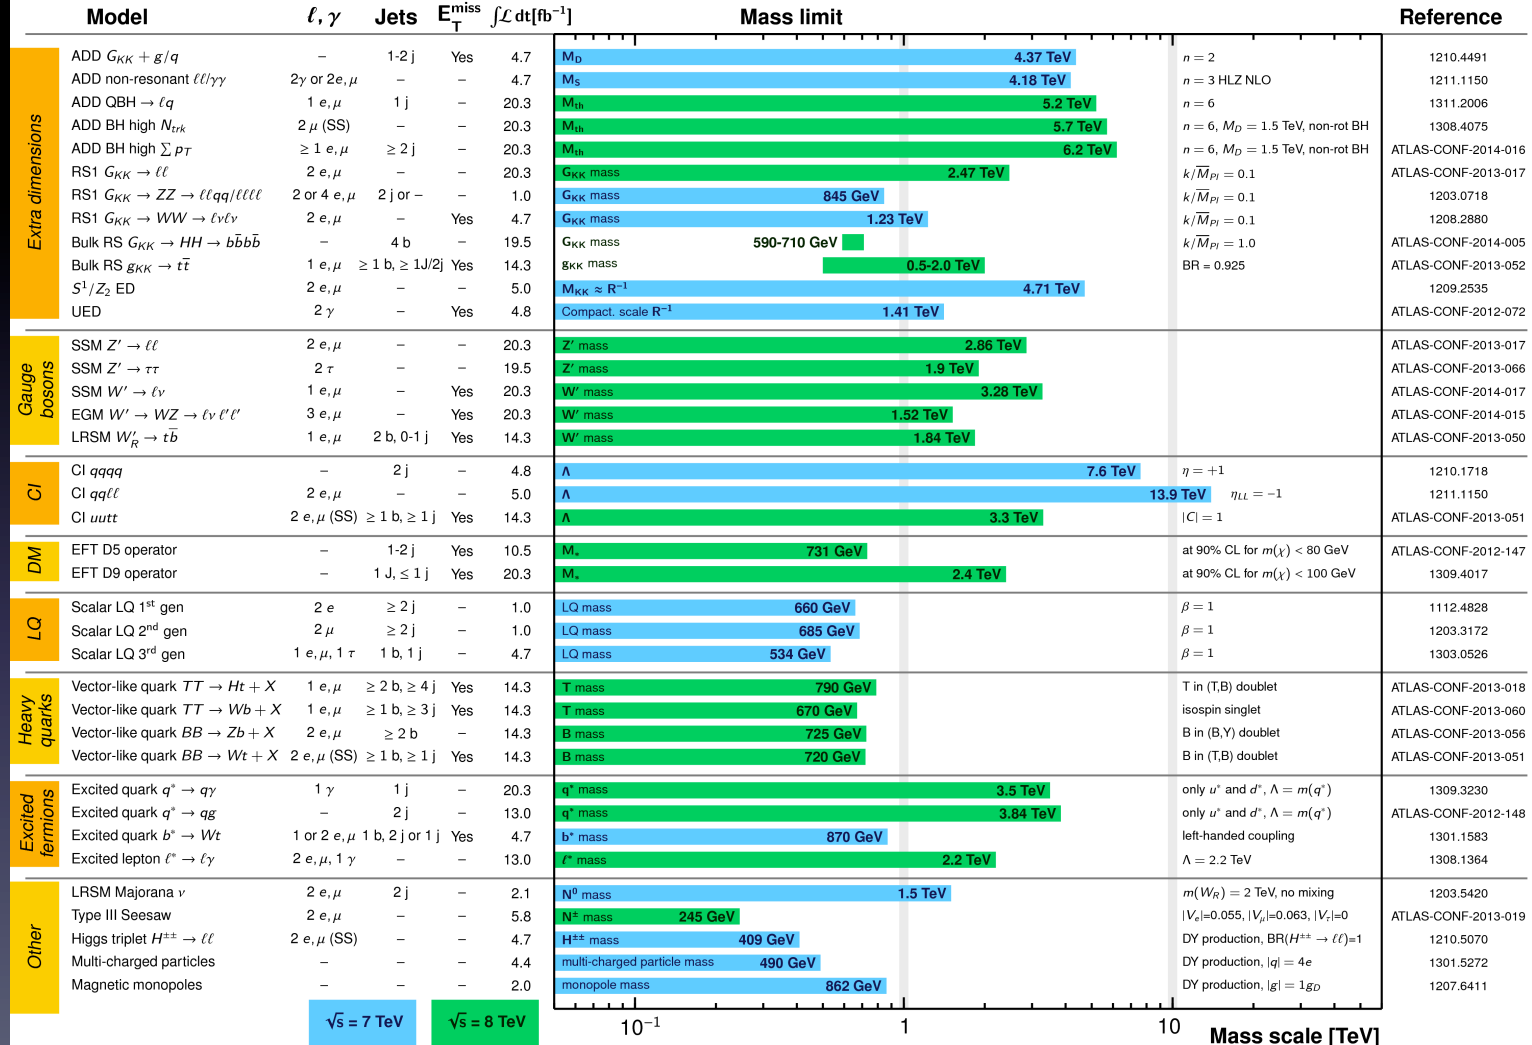 Model ℓ, γ Jets E_T^miss ∫ℒ dt[fb⁻¹] Mass limit Reference
Extra dimensions
ADD G_KK + g/q – 1-2 j Yes 4.7 M_D 4.37 TeV n = 2 1210.4491
ADD non-resonant ℓℓ/γγ 2γ or 2e, μ – – 4.7 M_S 4.18 TeV n = 3 HLZ NLO 1211.1150
ADD QBH → ℓq 1 e, μ 1 j – 20.3 M_th 5.2 TeV n = 6 1311.2006
ADD BH high N_trk 2 μ (SS) – – 20.3 M_th 5.7 TeV n = 6, M_D = 1.5 TeV, non-rot BH 1308.4075
ADD BH high ∑ p_T ≥ 1 e, μ ≥ 2 j – 20.3 M_th 6.2 TeV n = 6, M_D = 1.5 TeV, non-rot BH ATLAS-CONF-2014-016
RS1 G_KK → ℓℓ 2 e, μ – – 20.3 G_KK mass 2.47 TeV k/M̅_Pl = 0.1 ATLAS-CONF-2013-017
RS1 G_KK → ZZ → ℓℓqq/ℓℓℓℓ 2 or 4 e, μ 2 j or – – 1.0 G_KK mass 845 GeV k/M̅_Pl = 0.1 1203.0718
RS1 G_KK → WW → ℓνℓν 2 e, μ – Yes 4.7 G_KK mass 1.23 TeV k/M̅_Pl = 0.1 1208.2880
Bulk RS G_KK → HH → bb̅bb̅ – 4 b – 19.5 G_KK mass 590-710 GeV k/M̅_Pl = 1.0 ATLAS-CONF-2014-005
Bulk RS g_KK → tt̅ 1 e, μ ≥ 1 b, ≥ 1J/2j Yes 14.3 g_KK mass 0.5-2.0 TeV BR = 0.925 ATLAS-CONF-2013-052
S¹/Z₂ ED 2 e, μ – – 5.0 M_KK ≈ R⁻¹ 4.71 TeV 1209.2535
UED 2 γ – Yes 4.8 Compact. scale R⁻¹ 1.41 TeV ATLAS-CONF-2012-072
Gauge
bosons
SSM Z′ → ℓℓ 2 e, μ – – 20.3 Z′ mass 2.86 TeV ATLAS-CONF-2013-017
SSM Z′ → ττ 2 τ – – 19.5 Z′ mass 1.9 TeV ATLAS-CONF-2013-066
SSM W′ → ℓν 1 e, μ – Yes 20.3 W′ mass 3.28 TeV ATLAS-CONF-2014-017
EGM W′ → WZ → ℓν ℓ′ℓ′ 3 e, μ – Yes 20.3 W′ mass 1.52 TeV ATLAS-CONF-2014-015
LRSM W′_R → tb̅ 1 e, μ 2 b, 0-1 j Yes 14.3 W′ mass 1.84 TeV ATLAS-CONF-2013-050
CI
CI qqqq – 2 j – 4.8 Λ 7.6 TeV η = +1 1210.1718
CI qqℓℓ 2 e, μ – – 5.0 Λ 13.9 TeV η_LL = −1 1211.1150
CI uutt 2 e, μ (SS) ≥ 1 b, ≥ 1 j Yes 14.3 Λ 3.3 TeV |C| = 1 ATLAS-CONF-2013-051
DM
EFT D5 operator – 1-2 j Yes 10.5 M_* 731 GeV at 90% CL for m(χ) < 80 GeV ATLAS-CONF-2012-147
EFT D9 operator – 1 J, ≤ 1 j Yes 20.3 M_* 2.4 TeV at 90% CL for m(χ) < 100 GeV 1309.4017
LQ
Scalar LQ 1st gen 2 e ≥ 2 j – 1.0 LQ mass 660 GeV β = 1 1112.4828
Scalar LQ 2nd gen 2 μ ≥ 2 j – 1.0 LQ mass 685 GeV β = 1 1203.3172
Scalar LQ 3rd gen 1 e, μ, 1 τ 1 b, 1 j – 4.7 LQ mass 534 GeV β = 1 1303.0526
Heavy
quarks
Vector-like quark TT → Ht + X 1 e, μ ≥ 2 b, ≥ 4 j Yes 14.3 T mass 790 GeV T in (T,B) doublet ATLAS-CONF-2013-018
Vector-like quark TT → Wb + X 1 e, μ ≥ 1 b, ≥ 3 j Yes 14.3 T mass 670 GeV isospin singlet ATLAS-CONF-2013-060
Vector-like quark BB → Zb + X 2 e, μ ≥ 2 b – 14.3 B mass 725 GeV B in (B,Y) doublet ATLAS-CONF-2013-056
Vector-like quark BB → Wt + X 2 e, μ (SS) ≥ 1 b, ≥ 1 j Yes 14.3 B mass 720 GeV B in (T,B) doublet ATLAS-CONF-2013-051
Excited
fermions
Excited quark q* → qγ 1 γ 1 j – 20.3 q* mass 3.5 TeV only u* and d*, Λ = m(q*) 1309.3230
Excited quark q* → qg – 2 j – 13.0 q* mass 3.84 TeV only u* and d*, Λ = m(q*) ATLAS-CONF-2012-148
Excited quark b* → Wt 1 or 2 e, μ 1 b, 2 j or 1 j Yes 4.7 b* mass 870 GeV left-handed coupling 1301.1583
Excited lepton ℓ* → ℓγ 2 e, μ, 1 γ – – 13.0 ℓ* mass 2.2 TeV Λ = 2.2 TeV 1308.1364
Other
LRSM Majorana ν 2 e, μ 2 j – 2.1 N⁰ mass 1.5 TeV m(W_R) = 2 TeV, no mixing 1203.5420
Type III Seesaw 2 e, μ – – 5.8 N± mass 245 GeV |V_e|=0.055, |V_μ|=0.063, |V_τ|=0 ATLAS-CONF-2013-019
Higgs triplet H±± → ℓℓ 2 e, μ (SS) – – 4.7 H±± mass 409 GeV DY production, BR(H±± → ℓℓ)=1 1210.5070
Multi-charged particles – – – 4.4 multi-charged particle mass 490 GeV DY production, |q| = 4e 1301.5272
Magnetic monopoles – – – 2.0 monopole mass 862 GeV DY production, |g| = 1g_D 1207.6411
√s = 7 TeV √s = 8 TeV
10⁻¹ 1 10
Mass scale [TeV]